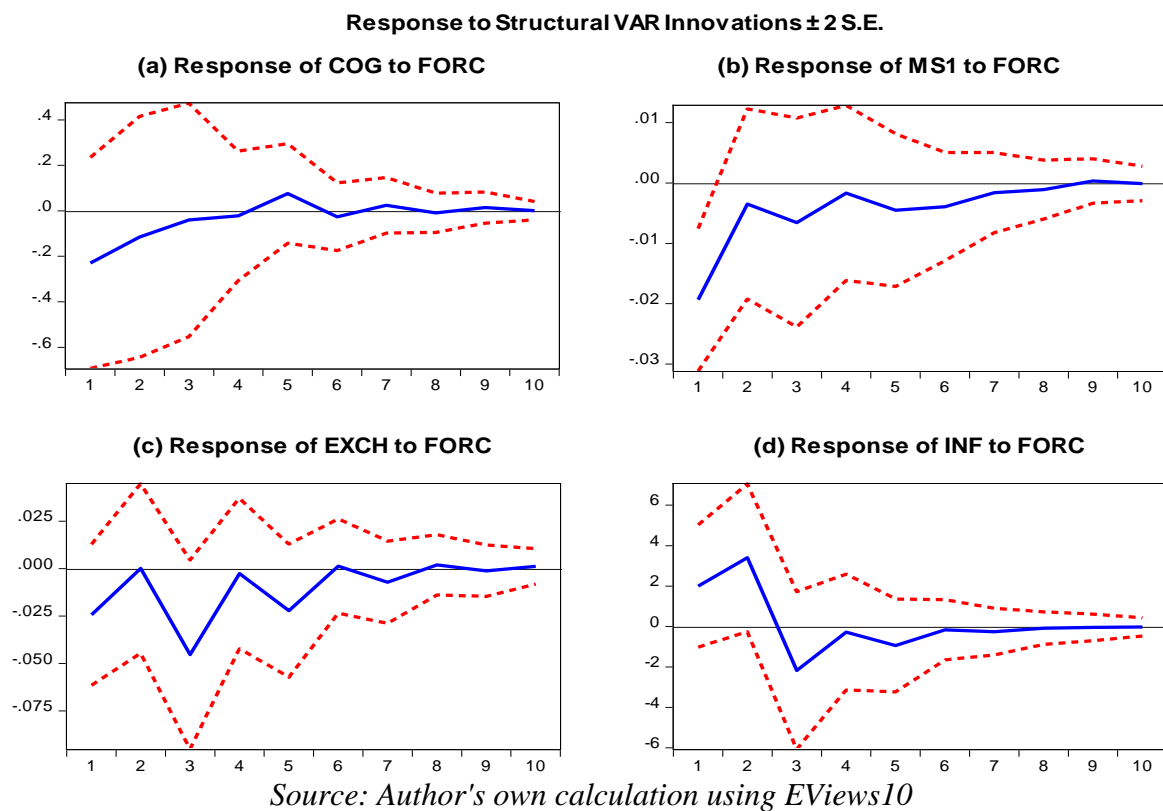 Response to Structural VAR Innovations ± 2 S.E.
(a) Response of COG to FORC
.4
.2
.0
-.2
-.4
-.6
1 2 3 4 5 6 7 8 9 10
(b) Response of MS1 to FORC
.01
.00
-.01
-.02
-.03
1 2 3 4 5 6 7 8 9 10
(c) Response of EXCH to FORC
.025
.000
-.025
-.050
-.075
1 2 3 4 5 6 7 8 9 10
(d) Response of INF to FORC
6
4
2
0
-2
-4
-6
1 2 3 4 5 6 7 8 9 10
Source: Author's own calculation using EViews10